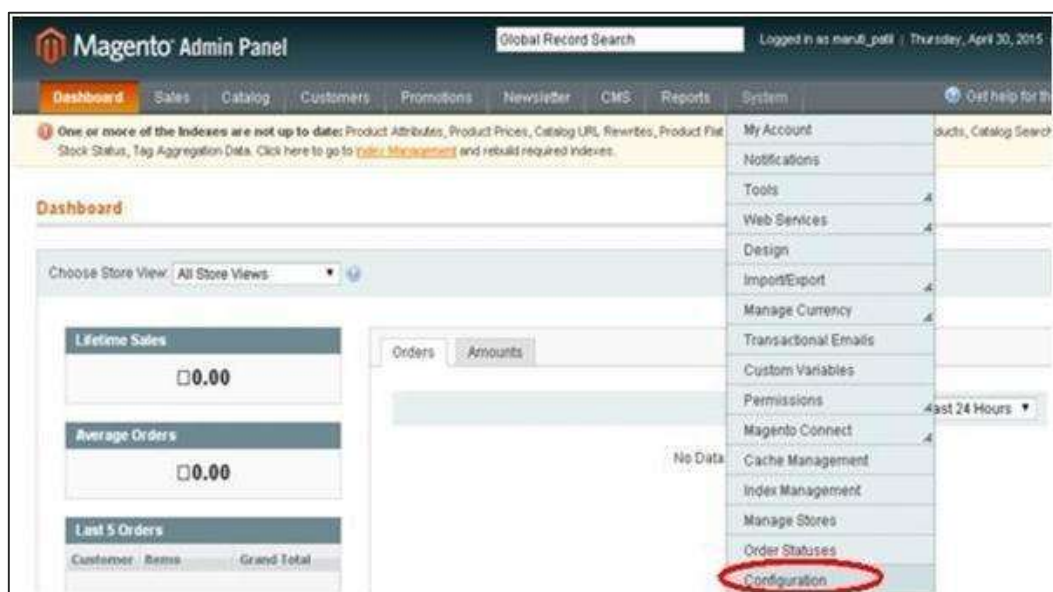 Magento Admin Panel
Global Record Search
Logged in as maruti_patil | Thursday, April 30, 2015
Dashboard Sales Catalog Customers Promotions Newsletter CMS Reports System Get help for th
One or more of the Indexes are not up to date: Product Attributes, Product Prices, Catalog URL Rewrites, Product Flat ducts, Catalog Search
Stock Status, Tag Aggregation Data. Click here to go to Index Management and rebuild required indexes.
My Account
Notifications
Tools
Web Services
Design
Import/Export
Manage Currency
Transactional Emails
Custom Variables
Permissions
Magento Connect
Cache Management
Index Management
Manage Stores
Order Statuses
Configuration
Dashboard
Choose Store View: All Store Views
Lifetime Sales
0.00
Average Orders
0.00
Last 5 Orders
Customer Items Grand Total
Orders Amounts
ast 24 Hours
No Data